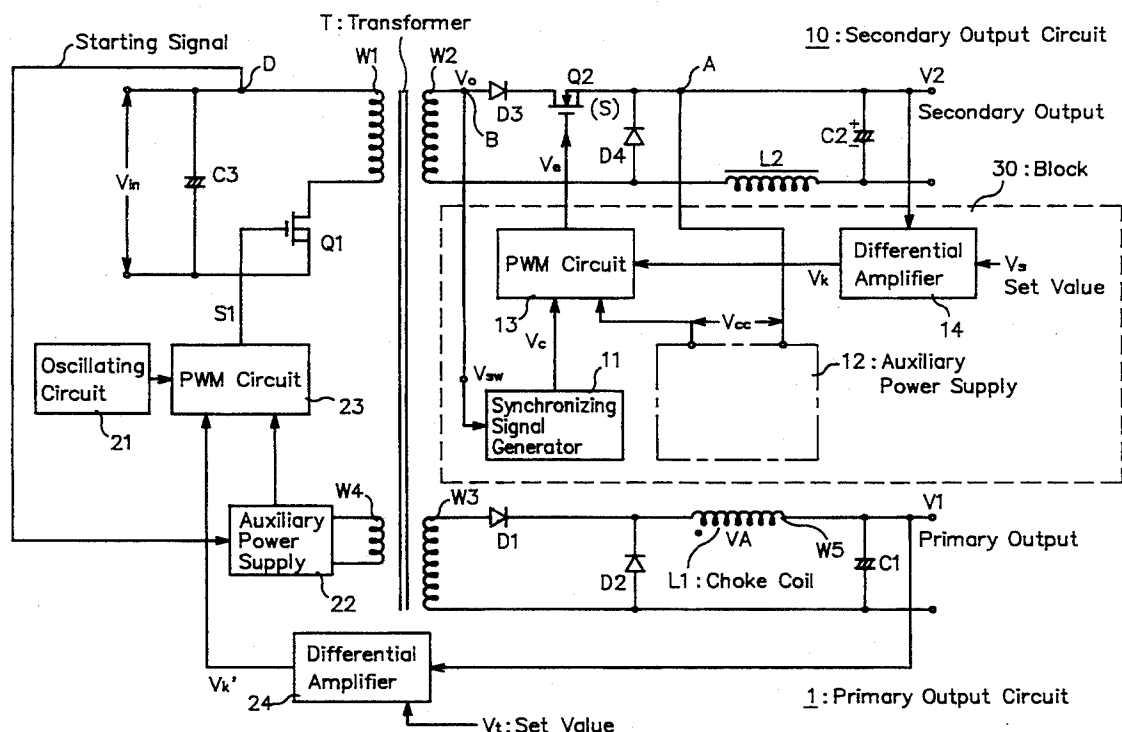 T: Transformer
10: Secondary Output Circuit
Starting Signal
D
W1
W2
Vo
Q2
A
V2
(S)
D3
B
Secondary Output
Vin
C3
D4
C2
+
−
L2
Ve
30: Block
Q1
PWM Circuit
Differential
Amplifier
Vk
Vs
Set Value
13
14
S1
Vcc
Vc
11
12: Auxiliary
Power Supply
Vsw
Oscillating
Circuit
PWM Circuit
Synchronizing
Signal
Generator
21
23
W4
W3
V1
Auxiliary
Power
Supply
D1
VA
W5
Primary Output
D2
L1: Choke Coil
C1
22
Differential
Amplifier
Vk'
24
1: Primary Output Circuit
Vt: Set Value